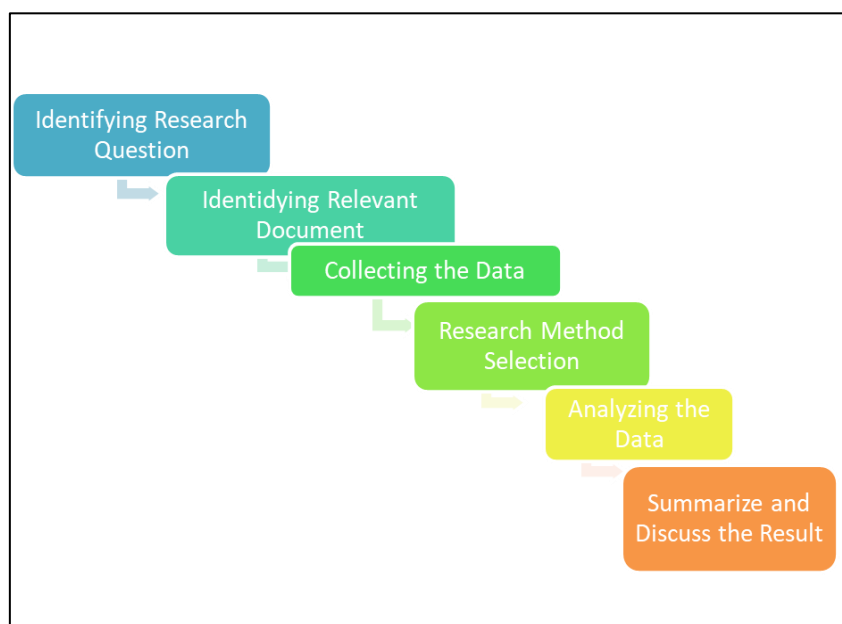 Identifying Research
Question
Identidying Relevant
Document
Collecting the Data
Research Method
Selection
Analyzing the
Data
Summarize and
Discuss the Result